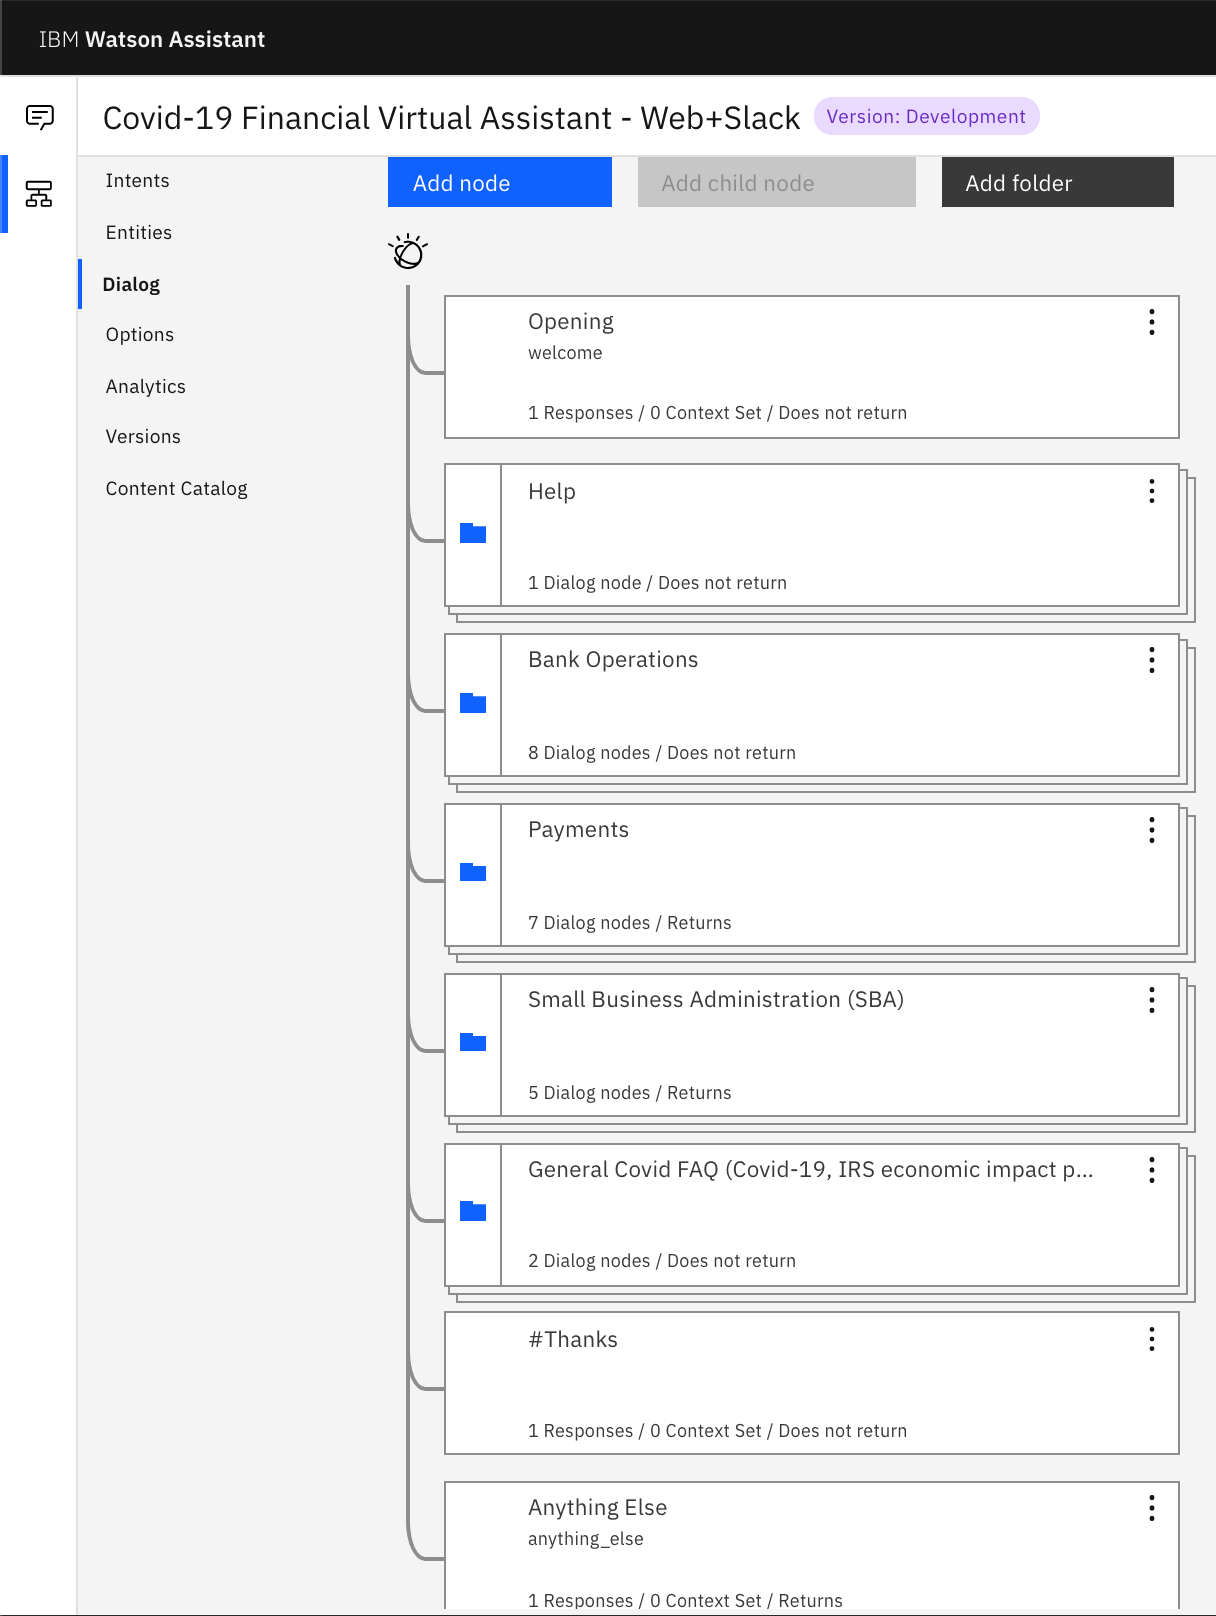 IBM Watson Assistant
Covid-19 Financial Virtual Assistant - Web+Slack
Version: Development
Intents
Entities
Dialog
Options
Analytics
Versions
Content Catalog
Add node
Add child node
Add folder
Opening
welcome
1 Responses / 0 Context Set / Does not return
Help
1 Dialog node / Does not return
Bank Operations
8 Dialog nodes / Does not return
Payments
7 Dialog nodes / Returns
Small Business Administration (SBA)
5 Dialog nodes / Returns
General Covid FAQ (Covid-19, IRS economic impact p...
2 Dialog nodes / Does not return
#Thanks
1 Responses / 0 Context Set / Does not return
Anything Else
anything_else
1 Responses / 0 Context Set / Returns